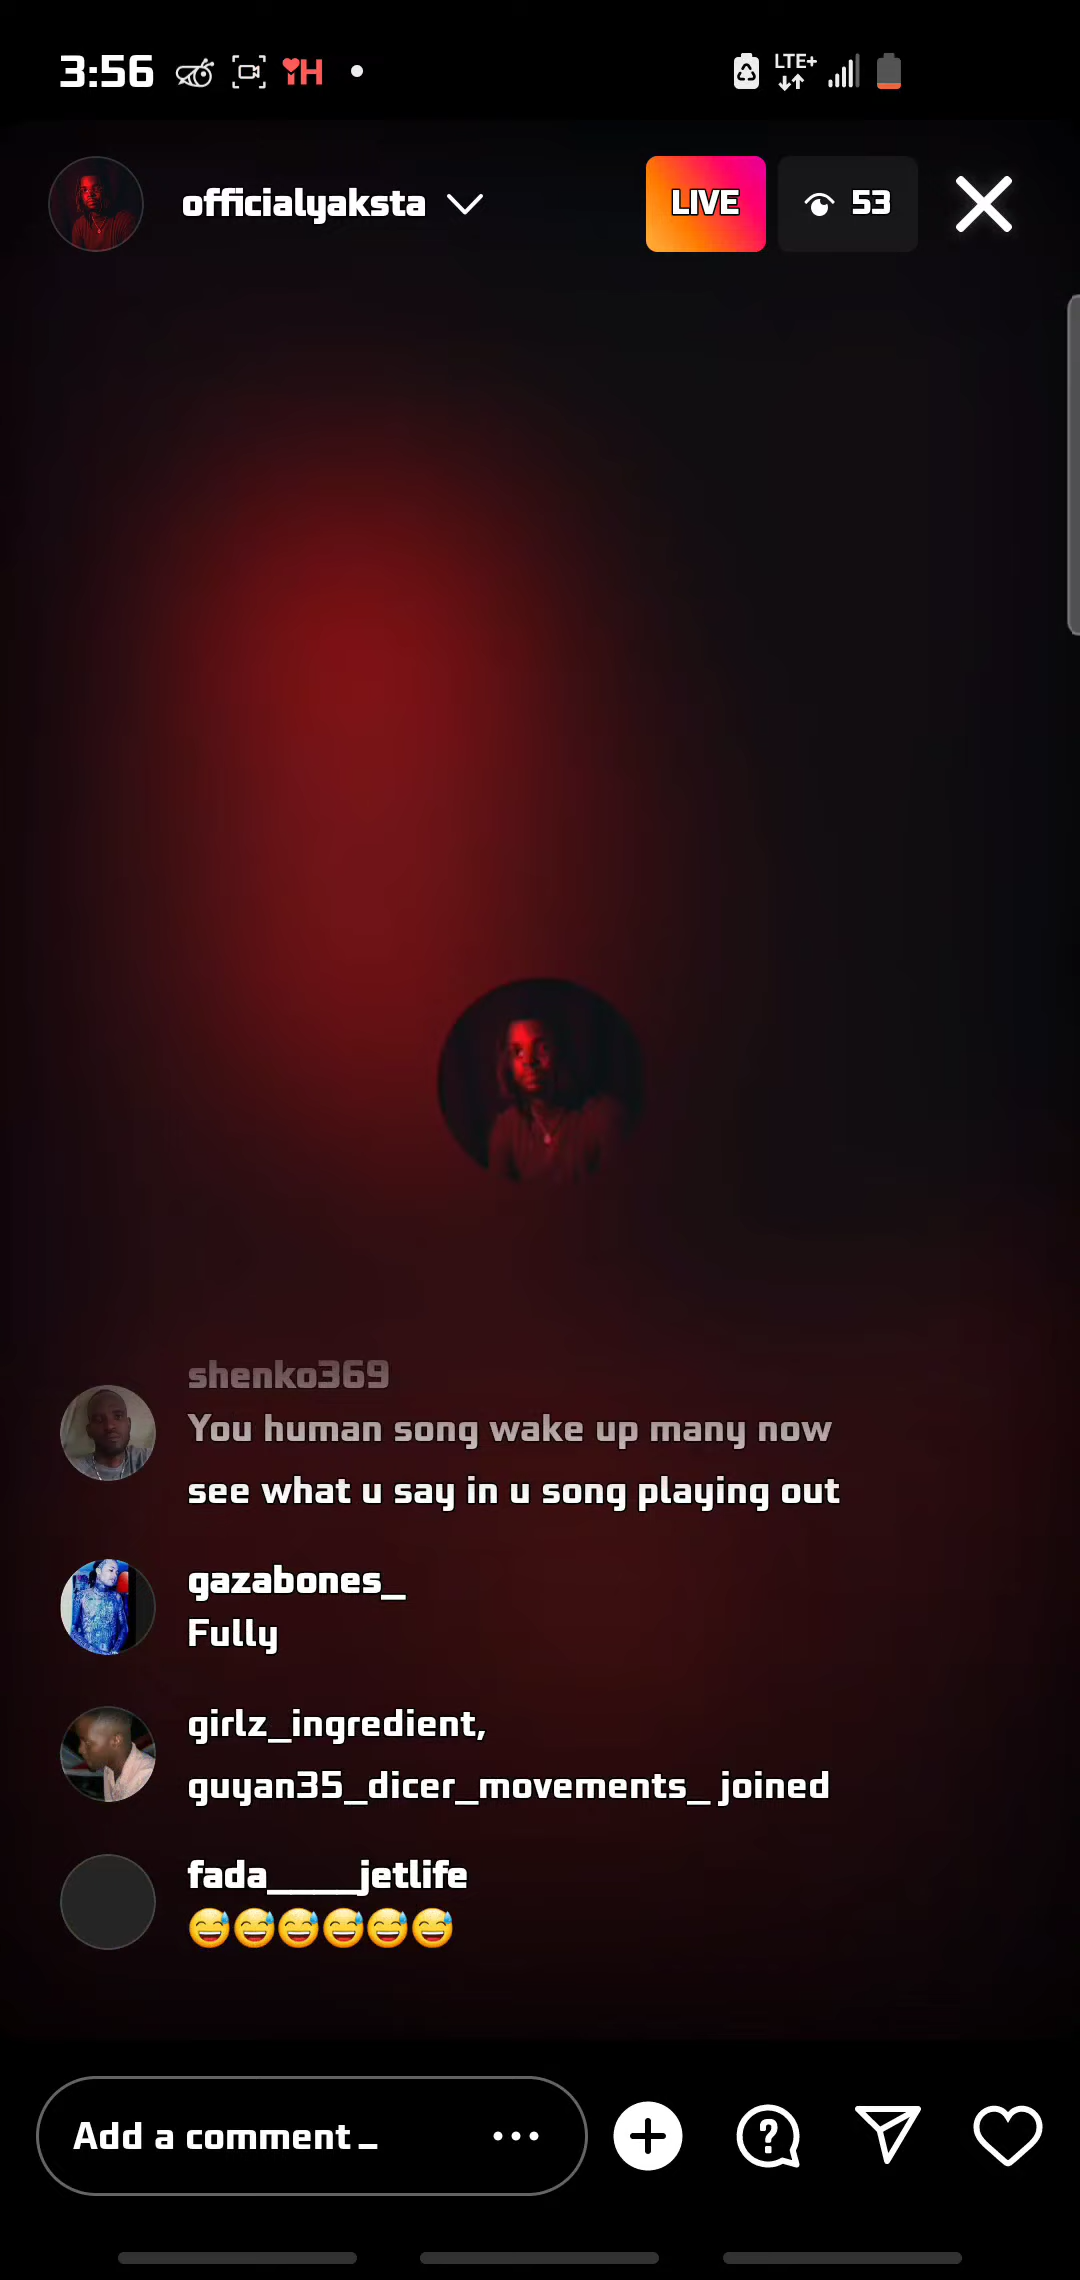 3:56
H
LTE+
officialyaksta
LIVE
53
shenko369
You human song wake up many now
see what u say in u song playing out
gazabones_
Fully
girlz_ingredient,
guyan35_dicer_movements_ joined
fada____jetlife
😅😅😅😅😅😅
Add a comment _